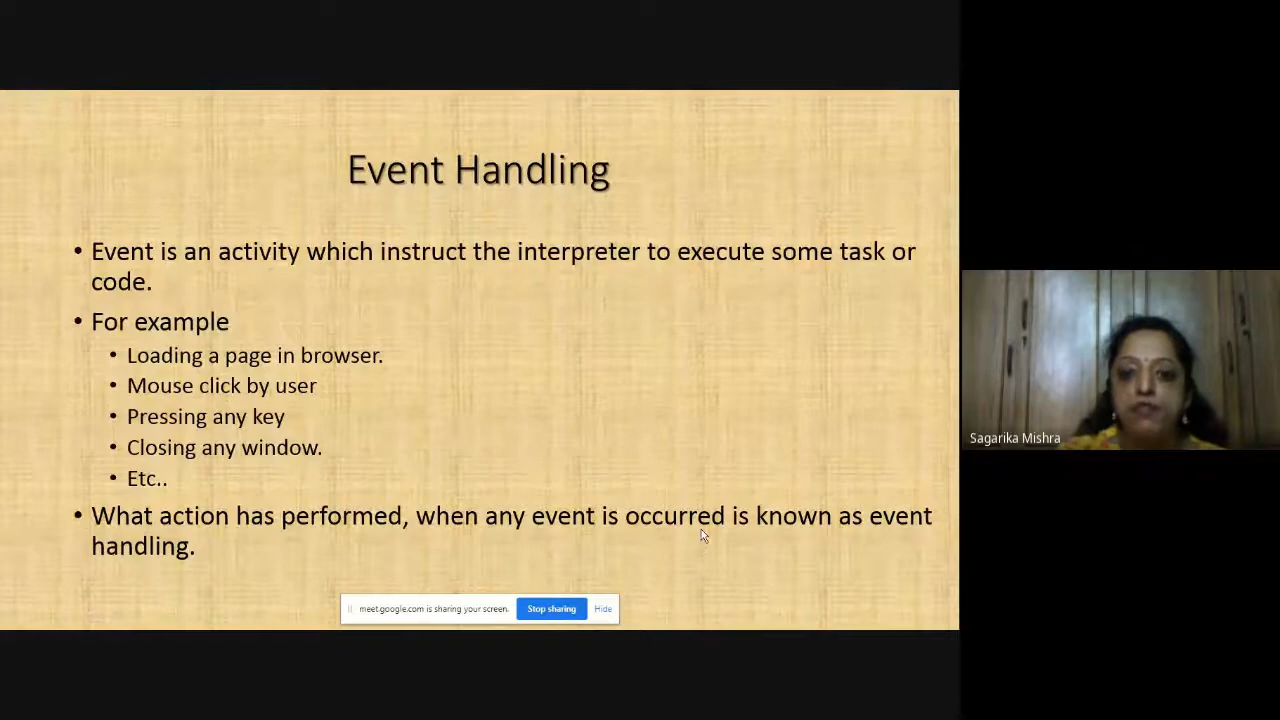 Event Handling
• Event is an activity which instruct the interpreter to execute some task or
code.
• For example
• Loading a page in browser.
• Mouse click by user
• Pressing any key
• Closing any window.
• Etc..
• What action has performed, when any event is occurred is known as event
handling.
meet.google.com is sharing your screen. Stop sharing Hide
Sagarika Mishra